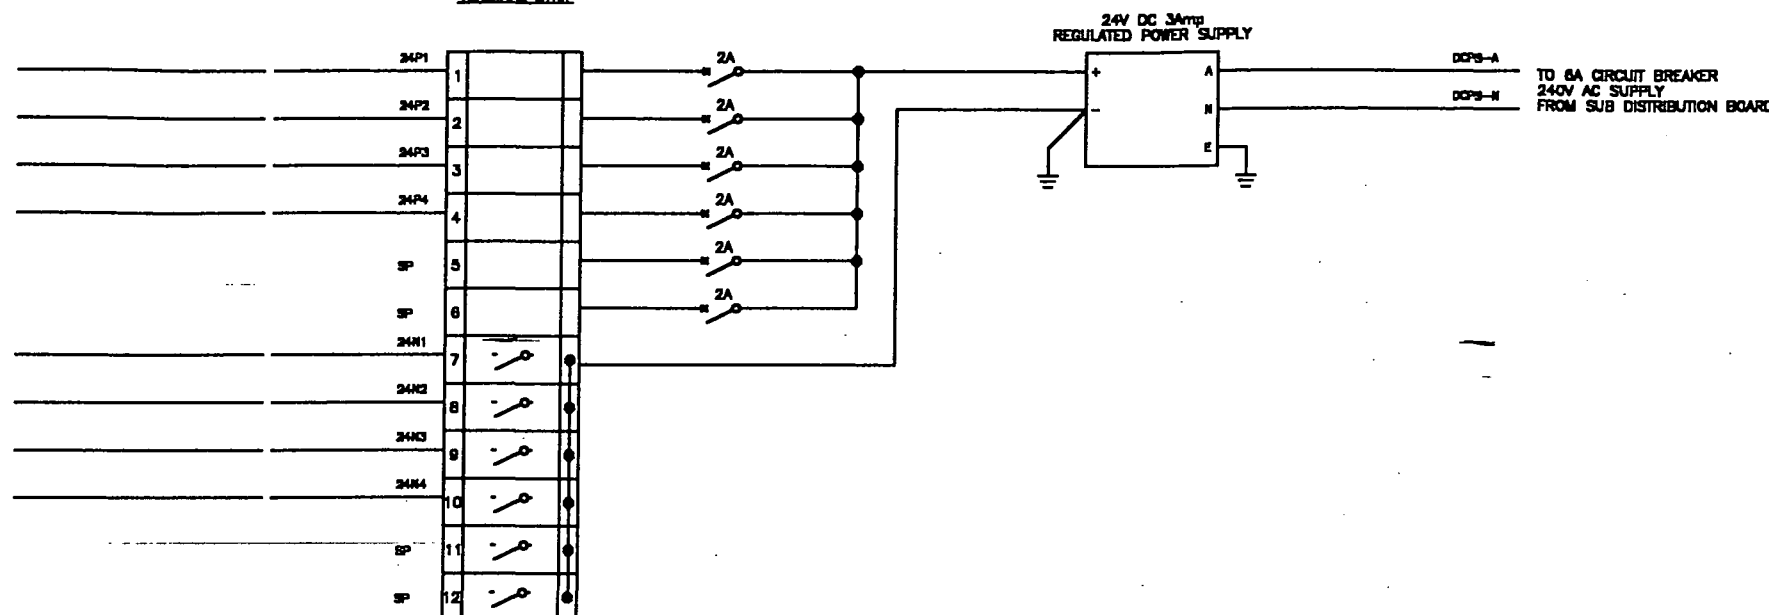 24V DC 3Amp
REGULATED POWER SUPPLY
24P1
1
2A
+
A
DCPS-A
TO 6A CIRCUIT BREAKER
240V AC SUPPLY
FROM SUB DISTRIBUTION BOARD
24P2
2
2A
-
N
DCPS-N
24P3
3
2A
E
24P4
4
2A
SP
5
2A
SP
6
2A
24N1
7
24N2
8
24N3
9
24N4
10
SP
11
SP
12